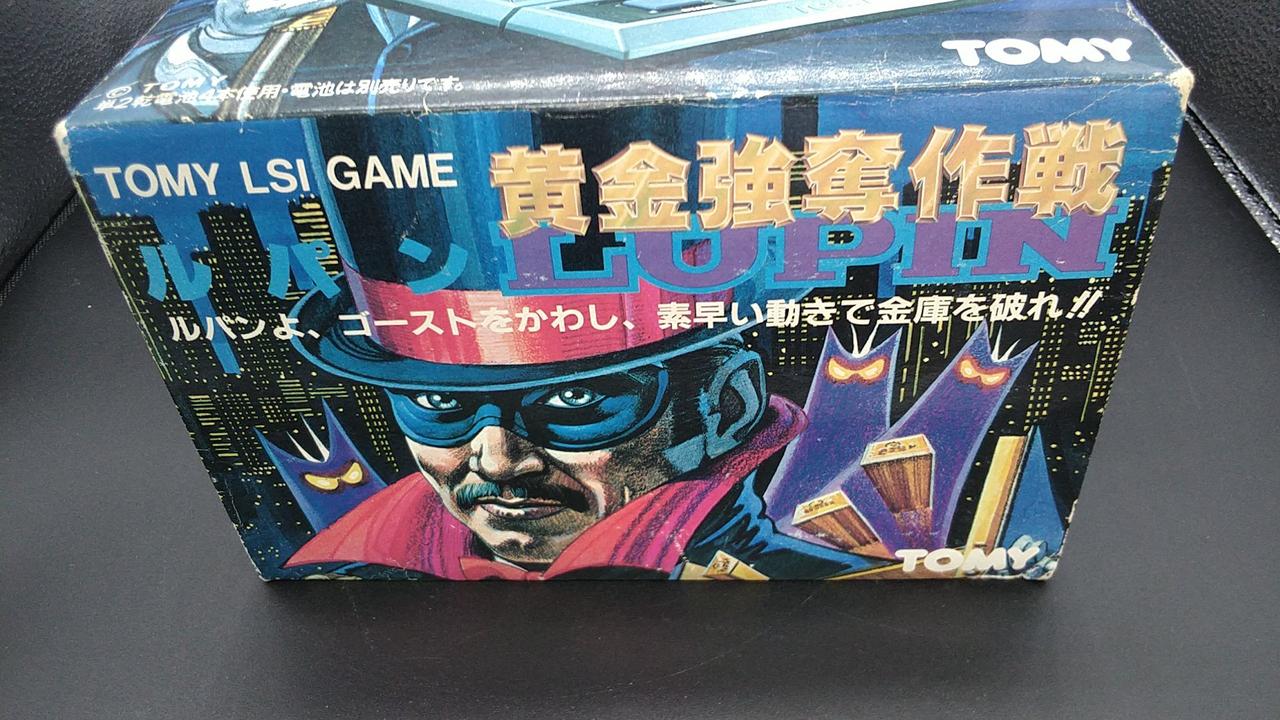 TOMY
© TOMY
単2乾電池4本使用・電池は別売りです。
TOMY LSI GAME
黄金強奪作戦
ルパン LUPIN
ルパンよ、ゴーストをかわし、素早い動きで金庫を破れ!!
TOMY